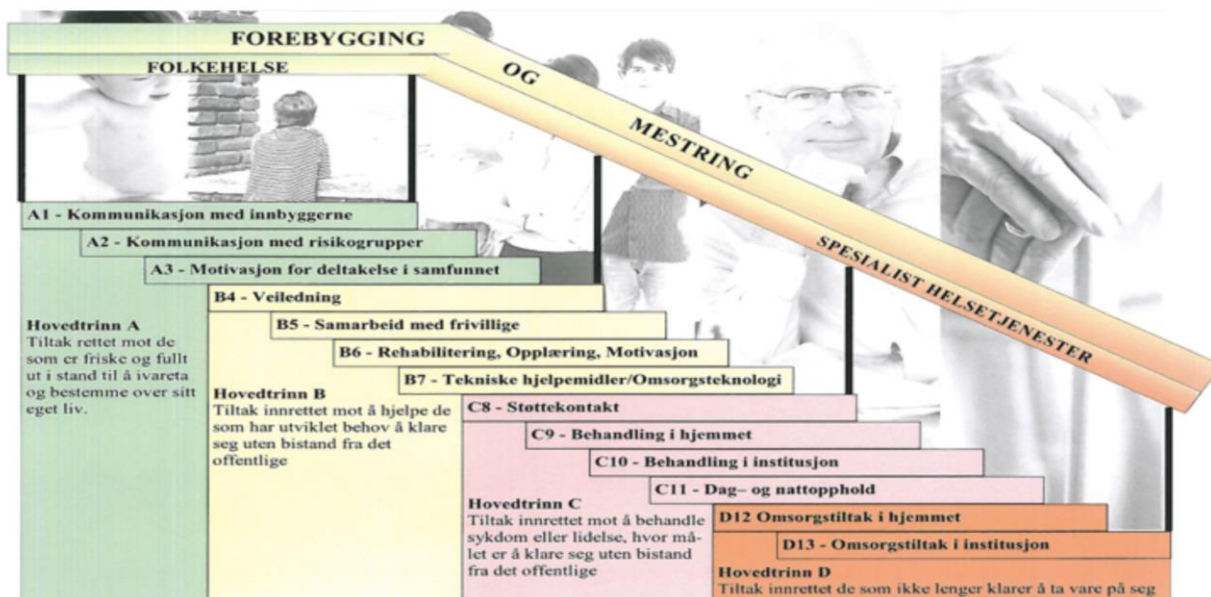 FOREBYGGING OG MESTRING
FOLKEHELSE
SPESIALIST HELSETJENESTER
A1 - Kommunikasjon med innbyggerne
A2 - Kommunikasjon med risikogrupper
A3 - Motivasjon for deltakelse i samfunnet
Hovedtrinn A
Tiltak rettet mot de
som er friske og fullt
ut i stand til å ivareta
og bestemme over sitt
eget liv.
B4 - Veiledning
B5 - Samarbeid med frivillige
B6 - Rehabilitering, Opplæring, Motivasjon
B7 - Tekniske hjelpemidler/Omsorgsteknologi
Hovedtrinn B
Tiltak innrettet mot å hjelpe de
som har utviklet behov å klare
seg uten bistand fra det
offentlige
C8 - Støttekontakt
C9 - Behandling i hjemmet
C10 - Behandling i institusjon
C11 - Dag– og nattopphold
Hovedtrinn C
Tiltak innrettet mot å behandle
sykdom eller lidelse, hvor må-
let er å klare seg uten bistand
fra det offentlige
D12 Omsorgstiltak i hjemmet
D13 - Omsorgstiltak i institusjon
Hovedtrinn D
Tiltak innrettet de som ikke lenger klarer å ta vare på seg